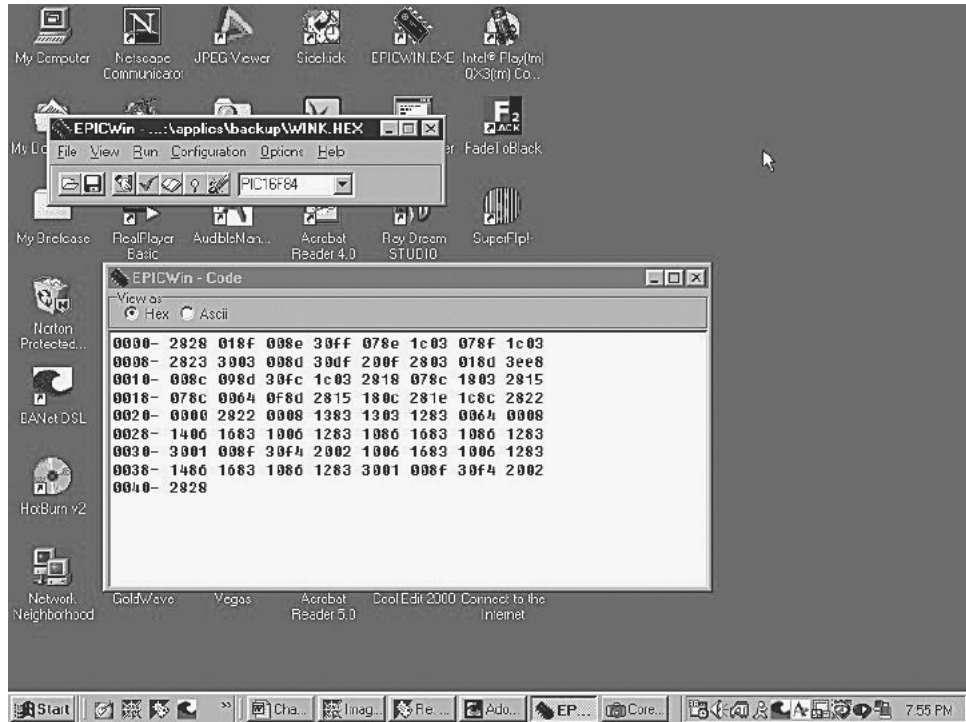 My Computer
Netscape Communicator
JPEG Viewer
Sidekick
EPICWIN.EXE
Intel® Play(tm) QX3(tm) Co...
EPICWin - ...:\applics\backup\WINK.HEX
File View Run Configuration Options Help
PIC16F84
FadeToBlack
My Briefcase
RealPlayer Basic
AudibleMan...
Acrobat Reader 4.0
Ray Dream STUDIO
SuperFlip!
EPICWin - Code
View as
Hex Ascii
0000- 2828 018f 008e 30ff 078e 1c03 078f 1c03
0008- 2823 3003 008d 30df 200f 2803 018d 3ee8
0010- 008c 098d 30fc 1c03 2818 078c 1803 2815
0018- 078c 0064 0f8d 2815 180c 281e 1c8c 2822
0020- 0000 2822 0008 1383 1303 1283 0064 0008
0028- 1406 1683 1006 1283 1086 1683 1086 1283
0030- 3001 008f 30f4 2002 1006 1683 1006 1283
0038- 1486 1683 1086 1283 3001 008f 30f4 2002
0040- 2828
Norton Protected...
BANet DSL
HotBurn v2
Network Neighborhood
GoldWave
Vegas
Acrobat Reader 5.0
Cool Edit 2000
Connect to the Internet
Start
Cha...
Imag...
Re: ...
Ado...
EP...
Core...
7:55 PM